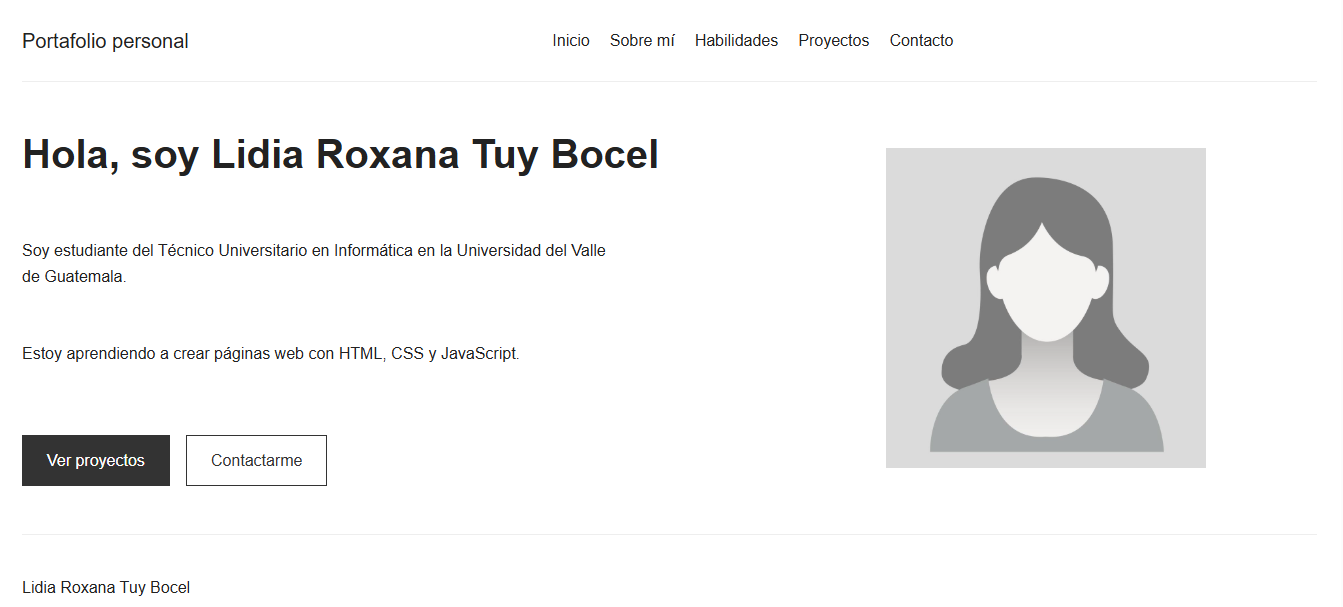 Portafolio personal
Inicio Sobre mí Habilidades Proyectos Contacto
Hola, soy Lidia Roxana Tuy Bocel
Soy estudiante del Técnico Universitario en Informática en la Universidad del Valle
de Guatemala.
Estoy aprendiendo a crear páginas web con HTML, CSS y JavaScript.
Ver proyectos Contactarme
Lidia Roxana Tuy Bocel